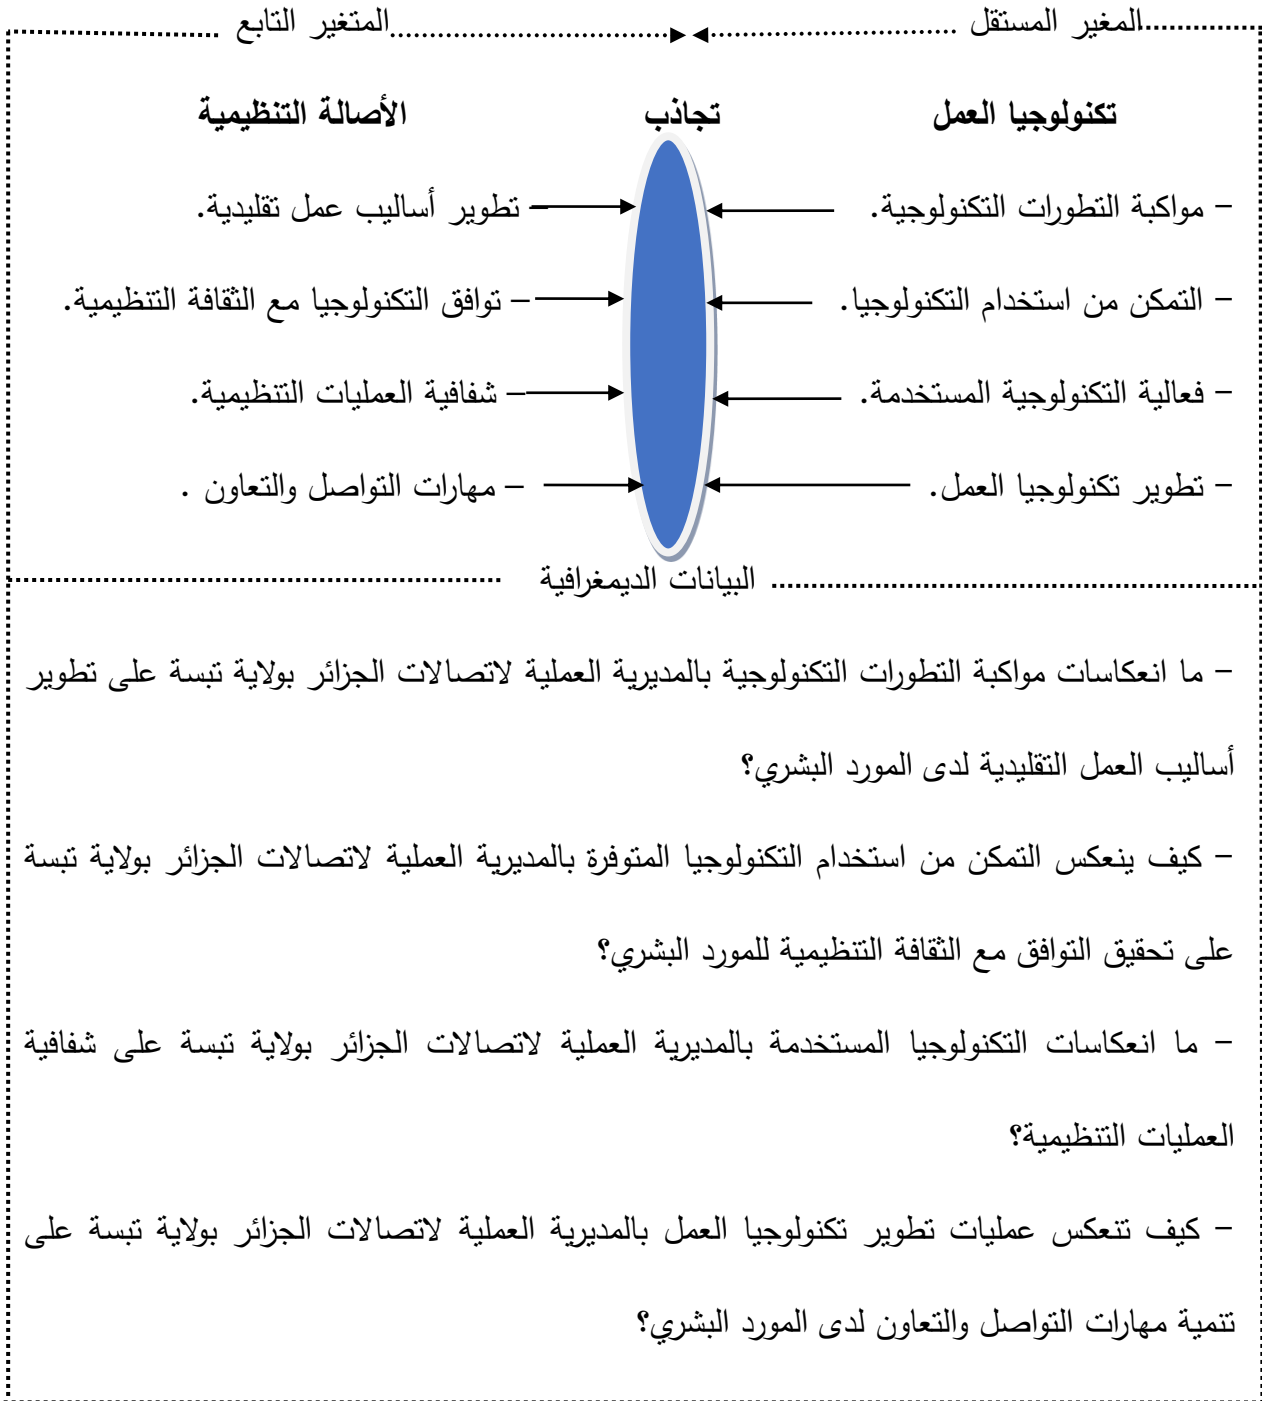 المغير المستقل المتغير التابع
تكنولوجيا العمل تجاذب الأصالة التنظيمية
– مواكبة التطورات التكنولوجية. – تطوير أساليب عمل تقليدية.
– التمكن من استخدام التكنولوجيا. – توافق التكنولوجيا مع الثقافة التنظيمية.
– فعالية التكنولوجية المستخدمة. – شفافية العمليات التنظيمية.
– تطوير تكنولوجيا العمل. – مهارات التواصل والتعاون .
البيانات الديمغرافية
– ما انعكاسات مواكبة التطورات التكنولوجية بالمديرية العملية لاتصالات الجزائر بولاية تبسة على تطوير
أساليب العمل التقليدية لدى المورد البشري؟
– كيف ينعكس التمكن من استخدام التكنولوجيا المتوفرة بالمديرية العملية لاتصالات الجزائر بولاية تبسة
على تحقيق التوافق مع الثقافة التنظيمية للمورد البشري؟
– ما انعكاسات التكنولوجيا المستخدمة بالمديرية العملية لاتصالات الجزائر بولاية تبسة على شفافية
العمليات التنظيمية؟
– كيف تنعكس عمليات تطوير تكنولوجيا العمل بالمديرية العملية لاتصالات الجزائر بولاية تبسة على
تنمية مهارات التواصل والتعاون لدى المورد البشري؟